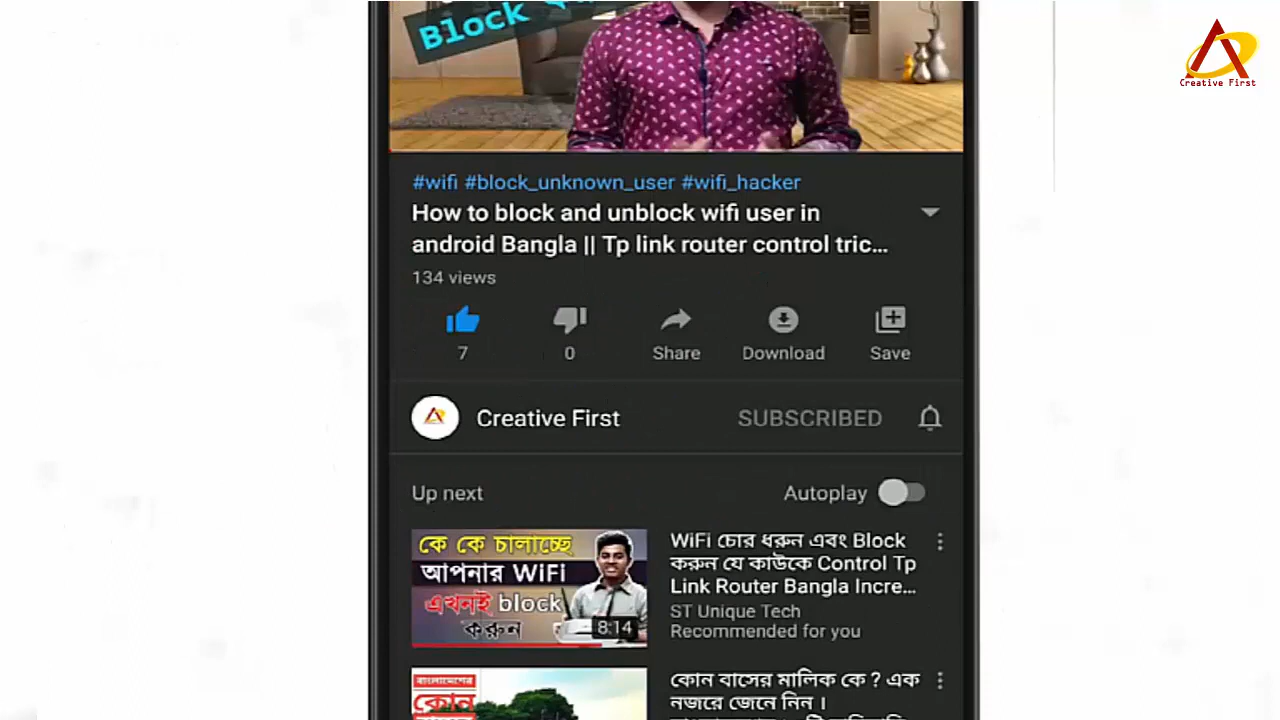 Block
Creative First
#wifi #block_unknown_user #wifi_hacker
How to block and unblock wifi user in
android Bangla || Tp link router control tric...
134 views
7
0
Share
Download
Save
Creative First
SUBSCRIBED
Up next
Autoplay
কে কে চালাচ্ছে
আপনার WiFi
এখনই block
করুন
8:14
WiFi চোর ধরুন এবং Block
করুন যে কাউকে Control Tp
Link Router Bangla Incre...
ST Unique Tech
Recommended for you
বাংলাদেশের
কোন
কোন বাসের মালিক কে ? এক
নজরে জেনে নিন ।